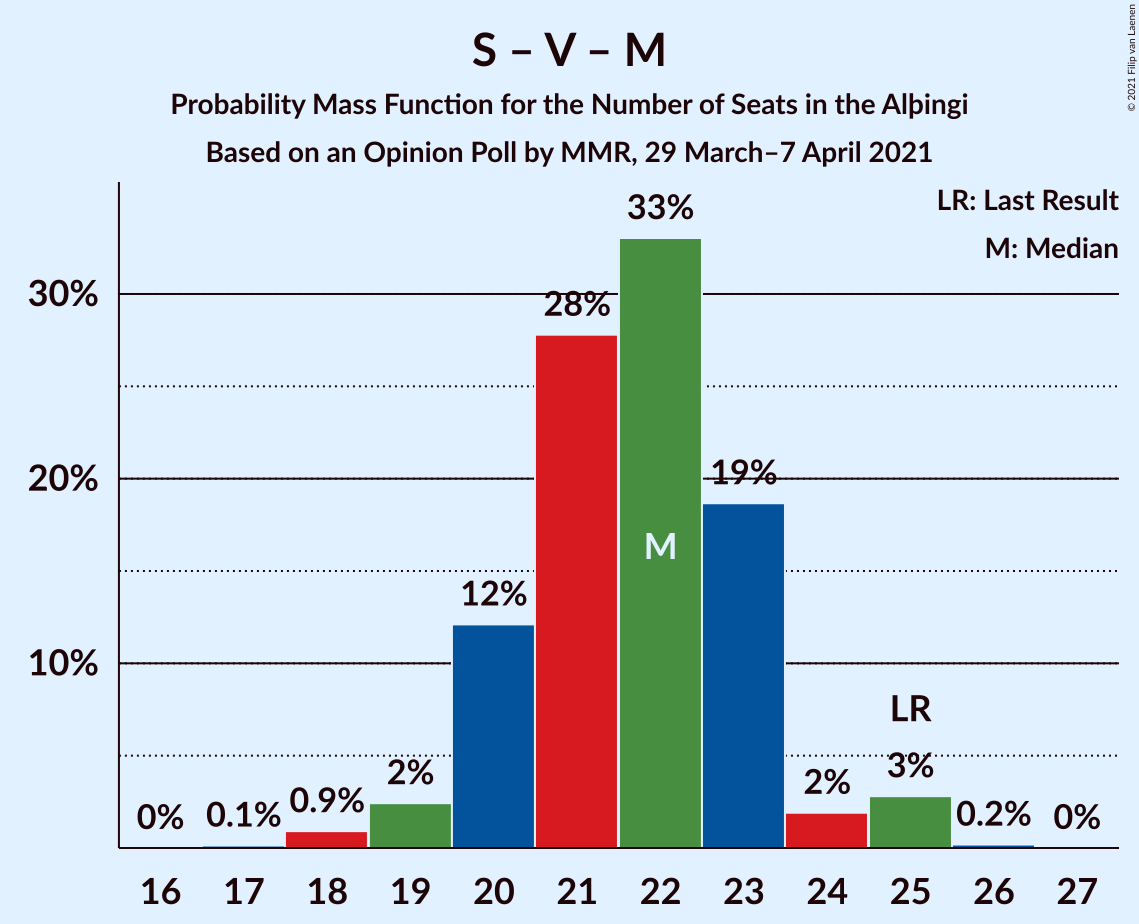 S – V – M
Probability Mass Function for the Number of Seats in the Alþingi
Based on an Opinion Poll by MMR, 29 March–7 April 2021
© 2021 Filip van Laenen
LR: Last Result
M: Median
30%
20%
10%
0%
0.1%
0.9%
2%
12%
28%
33%
M
19%
2%
LR
3%
0.2%
0%
16 17 18 19 20 21 22 23 24 25 26 27